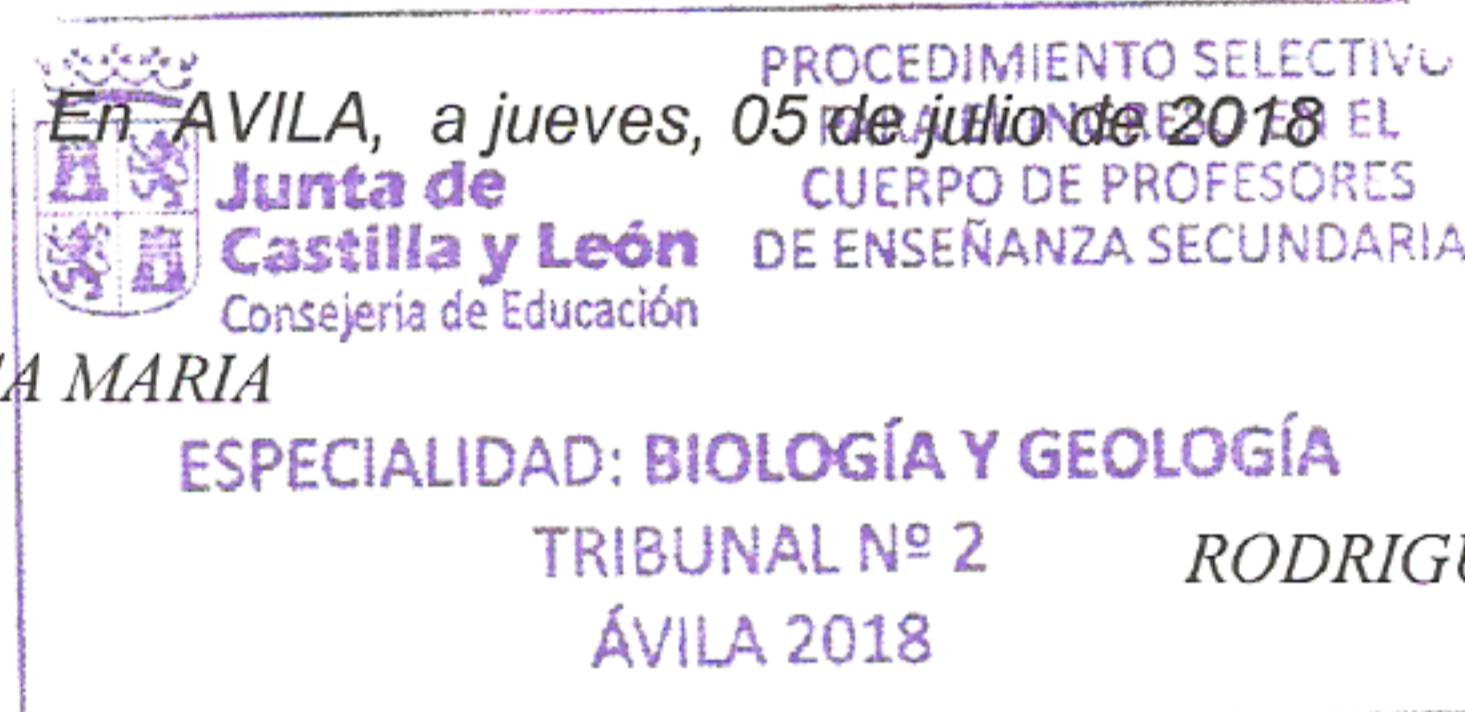 PROCEDIMIENTO SELECTIVO
En AVILA, a jueves, 05 de julio de 2018
EN EL
CUERPO DE PROFESORES
DE ENSEÑANZA SECUNDARIA
Junta de
Castilla y León
Consejería de Educación
MARIA
ESPECIALIDAD: BIOLOGÍA Y GEOLOGÍA
TRIBUNAL Nº 2
ÁVILA 2018